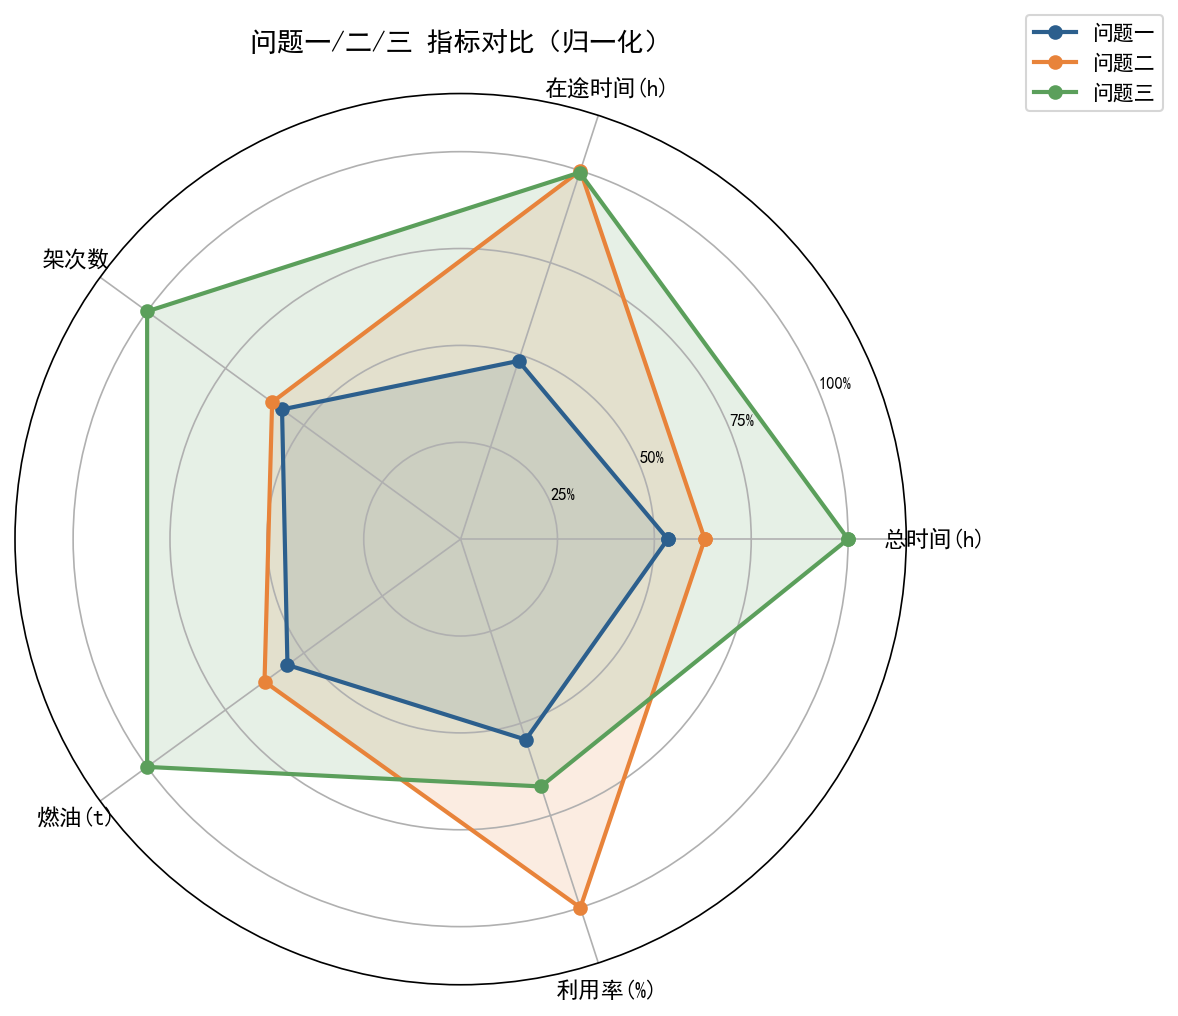 问题一/二/三 指标对比（归一化）
问题一
问题二
问题三
在途时间(h)
架次数
100%
75%
50%
25%
总时间(h)
燃油(t)
利用率(%)